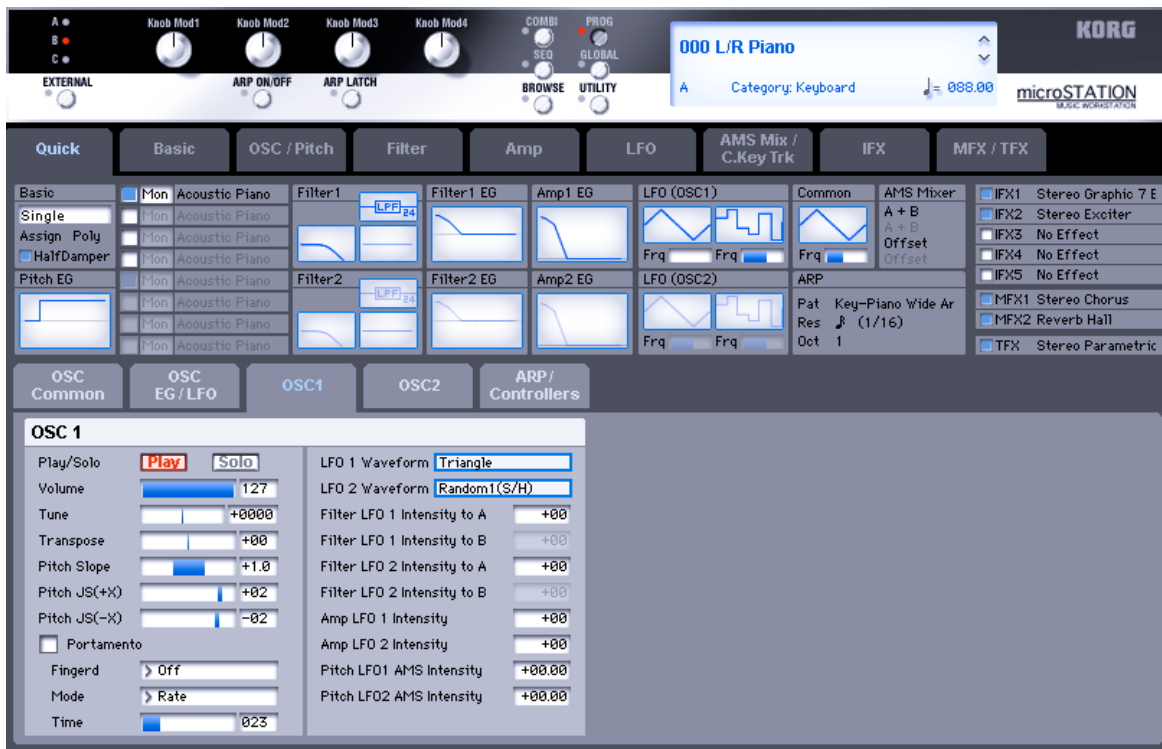 A Knob Mod1 Knob Mod2 Knob Mod3 Knob Mod4 COMBI PROG KORG
B
C SEQ GLOBAL
000 L/R Piano
EXTERNAL ARP ON/OFF ARP LATCH BROWSE UTILITY
A Category: Keyboard ♩= 088.00 microSTATION
MUSIC WORKSTATION
Quick Basic OSC / Pitch Filter Amp LFO AMS Mix / C.Key Trk IFX MFX / TFX
Basic Mon Acoustic Piano Filter1 LPF 24 Filter1 EG Amp1 EG LFO (OSC1) Common AMS Mixer IFX1 Stereo Graphic 7 E
Single Mon Acoustic Piano A + B IFX2 Stereo Exciter
Assign Poly Mon Acoustic Piano A + B IFX3 No Effect
HalfDamper Mon Acoustic Piano Frq Frq Frq Offset IFX4 No Effect
Offset IFX5 No Effect
Pitch EG Mon Acoustic Piano Filter2 LPF 24 Filter2 EG Amp2 EG LFO (OSC2) ARP
Mon Acoustic Piano Pat Key-Piano Wide Ar MFX1 Stereo Chorus
Mon Acoustic Piano Res (1/16) MFX2 Reverb Hall
Mon Acoustic Piano Frq Frq Oct 1 TFX Stereo Parametric
OSC Common OSC EG / LFO OSC1 OSC2 ARP / Controllers
OSC 1
Play/Solo Play Solo LFO 1 Waveform Triangle
Volume 127 LFO 2 Waveform Random1(S/H)
Tune +0000 Filter LFO 1 Intensity to A +00
Transpose +00 Filter LFO 1 Intensity to B +00
Pitch Slope +1.0 Filter LFO 2 Intensity to A +00
Pitch JS(+X) +02 Filter LFO 2 Intensity to B +00
Pitch JS(-X) -02 Amp LFO 1 Intensity +00
Portamento Amp LFO 2 Intensity +00
Fingerd Off Pitch LFO1 AMS Intensity +00.00
Mode Rate Pitch LFO2 AMS Intensity +00.00
Time 023